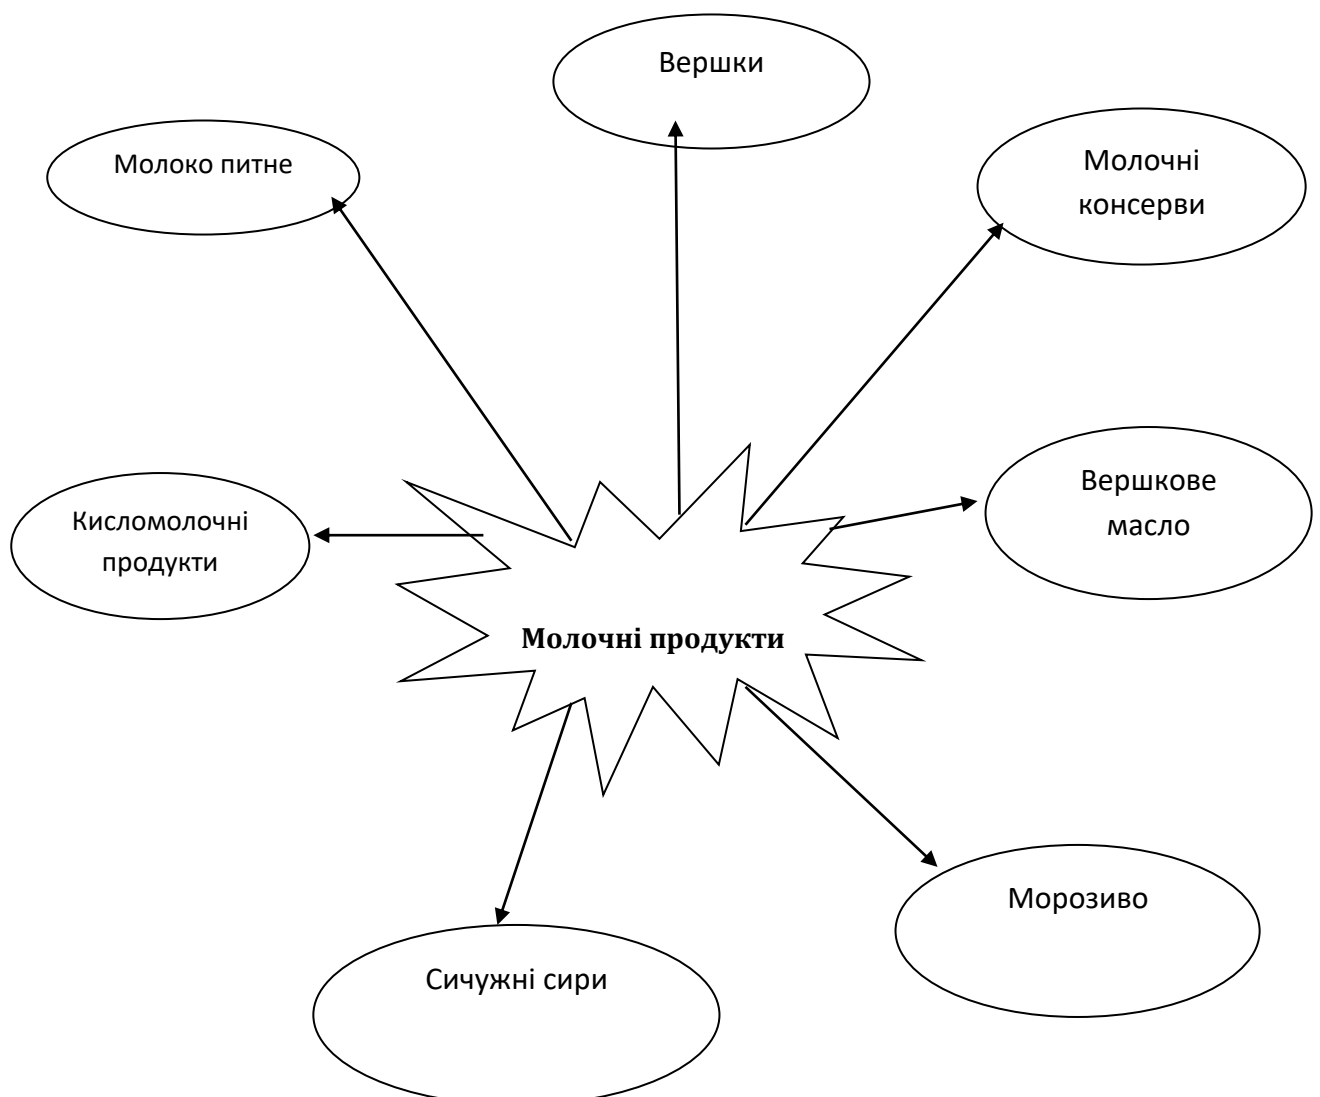 Вершки
Молоко питне
Молочні
консерви
Вершкове
масло
Кисломолочні
продукти
Молочні продукти
Морозиво
Сичужні сири